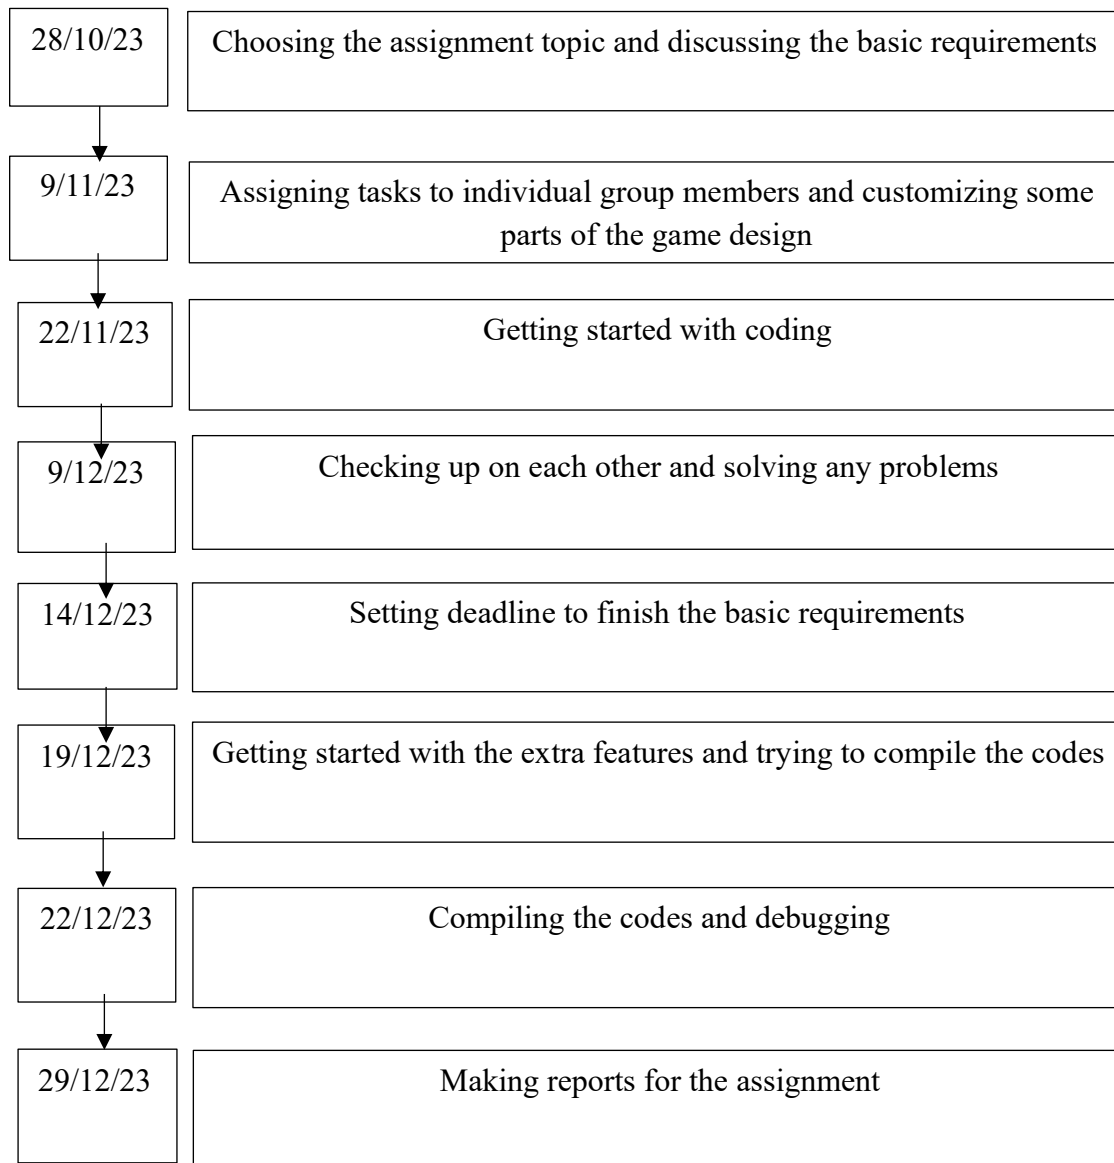 28/10/23
Choosing the assignment topic and discussing the basic requirements
9/11/23
Assigning tasks to individual group members and customizing some
parts of the game design
22/11/23
Getting started with coding
9/12/23
Checking up on each other and solving any problems
14/12/23
Setting deadline to finish the basic requirements
19/12/23
Getting started with the extra features and trying to compile the codes
22/12/23
Compiling the codes and debugging
29/12/23
Making reports for the assignment